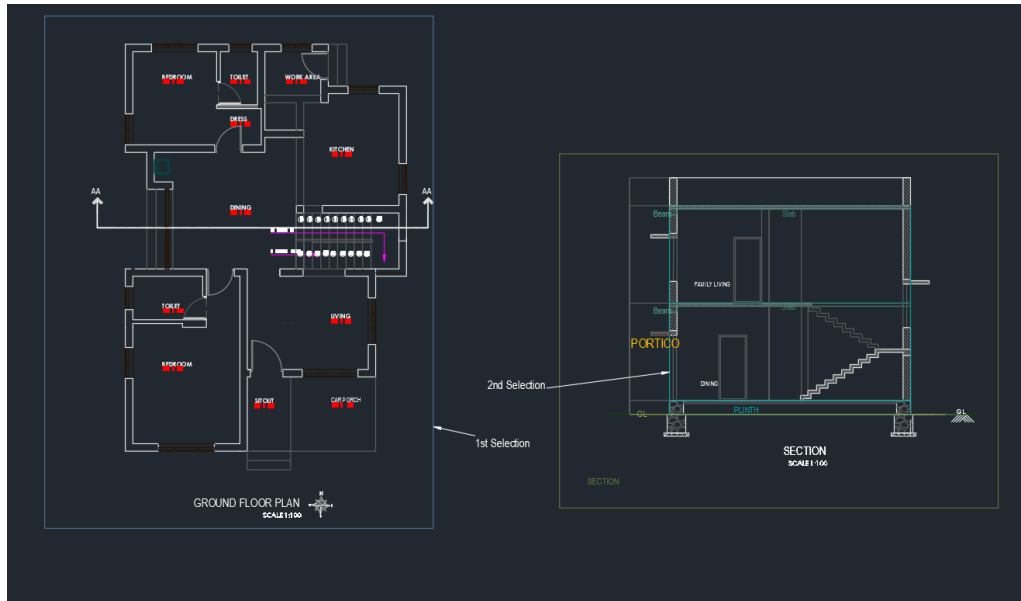 BEDROOM
TOILET
WORK AREA
DRESS
KITCHEN
AA
AA
DINING
TOILET
LIVING
BEDROOM
SITOUT
CAR PORCH
GROUND FLOOR PLAN
N
SCALE 1:100
1st Selection
2nd Selection
Beam
Slab
FAMILY LIVING
Beam
Slab
PORTICO
DINING
GL
PLINTH
GL
SECTION
SCALE 1:100
SECTION